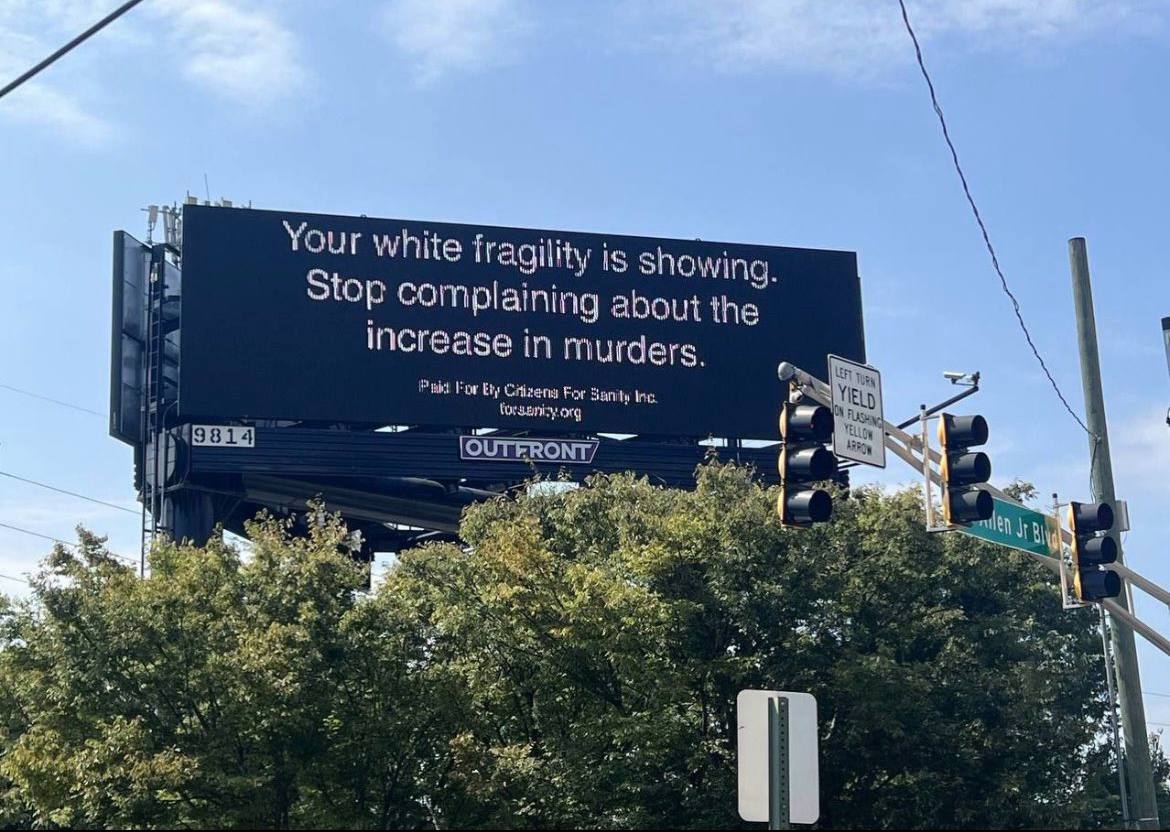 Your white fragility is showing.
Stop complaining about the
increase in murders.
Paid For By Citizens For Sanity Inc.
forsanity.org
9814
OUTFRONT
LEFT TURN
YIELD
ON FLASHING
YELLOW
ARROW
Allen Jr Blvd